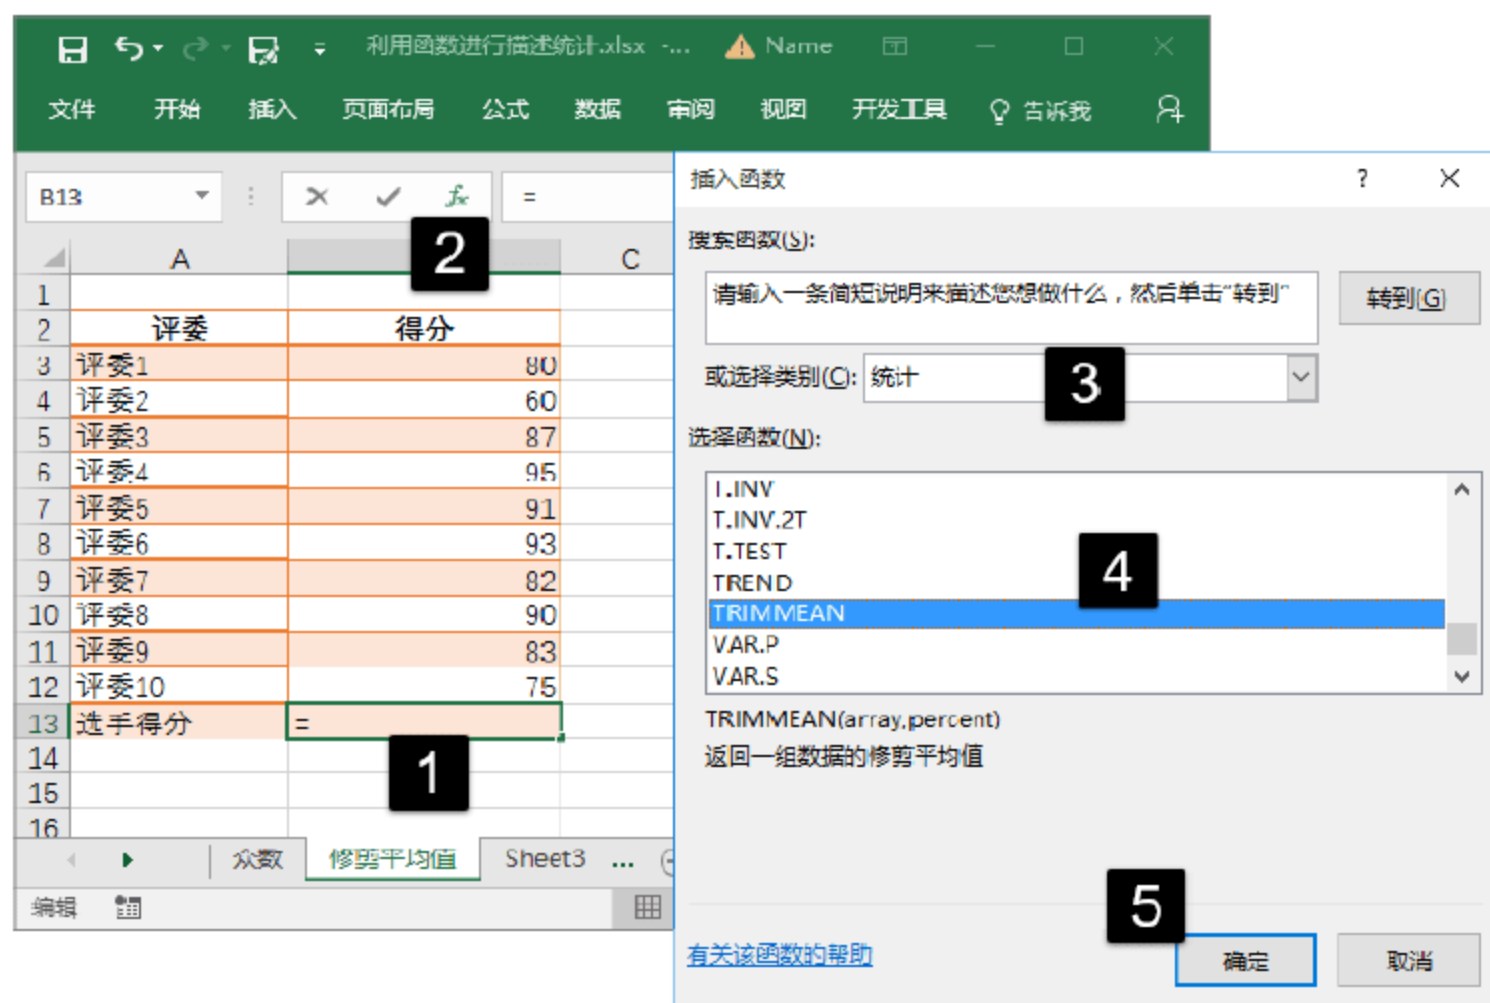 利用函数进行描述统计.xlsx -...
Name
文件 开始 插入 页面布局 公式 数据 审阅 视图 开发工具 告诉我
B13
fx
=
2
A
C
1
2 评委 得分
3 评委1 80
4 评委2 60
5 评委3 87
6 评委4 95
7 评委5 91
8 评委6 93
9 评委7 82
10 评委8 90
11 评委9 83
12 评委10 75
13 选手得分 =
14
15
16
1
众数 修剪平均值 Sheet3 ...
编辑
插入函数
?
搜索函数(S):
请输入一条简短说明来描述您想做什么，然后单击“转到”
转到(G)
或选择类别(C): 统计
3
选择函数(N):
T.INV
T.INV.2T
T.TEST
TREND
TRIMMEAN
VAR.P
VAR.S
4
TRIMMEAN(array,percent)
返回一组数据的修剪平均值
5
有关该函数的帮助
确定
取消